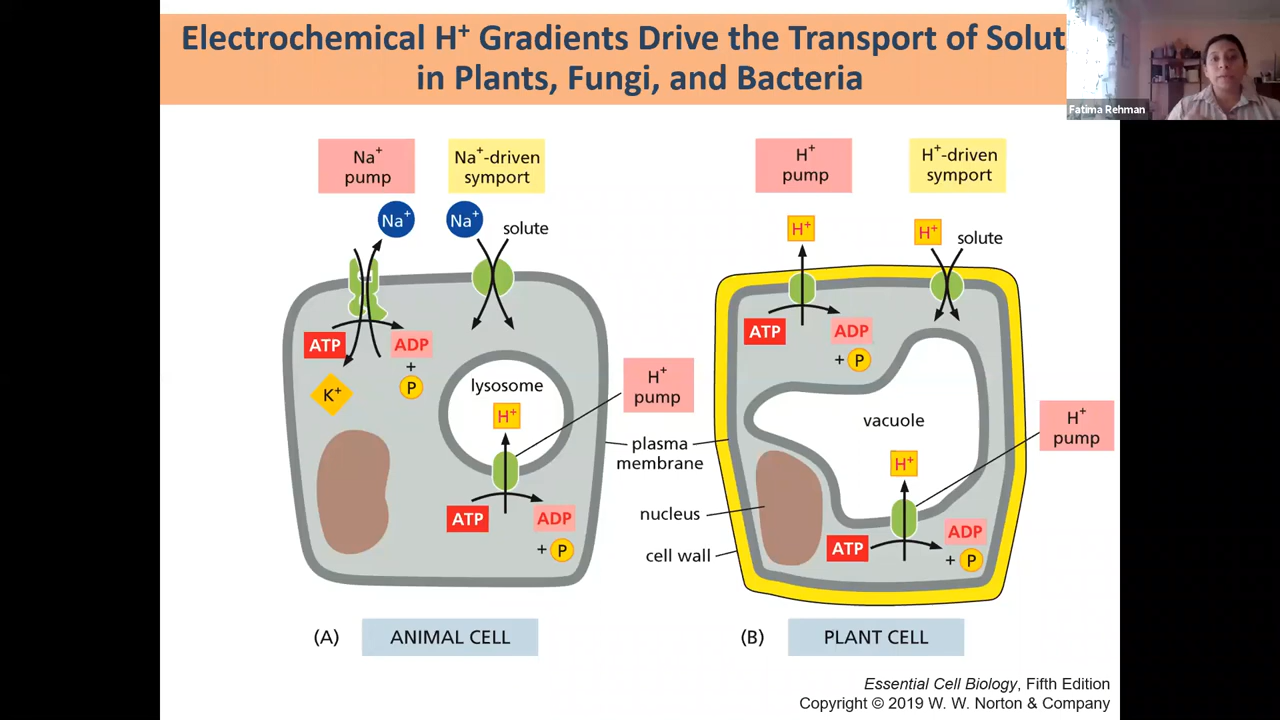 Electrochemical H⁺ Gradients Drive the Transport of Solut
in Plants, Fungi, and Bacteria
Fatima Rehman
Na⁺
pump
Na⁺-driven
symport
Na⁺
Na⁺
solute
ATP
ADP
+
P
K⁺
lysosome
H⁺
H⁺
pump
ATP
ADP
+ P
plasma
membrane
nucleus
cell wall
H⁺
pump
H⁺-driven
symport
H⁺
H⁺
solute
ATP
ADP
+ P
vacuole
H⁺
H⁺
pump
ATP
ADP
+ P
(A) ANIMAL CELL
(B) PLANT CELL
Essential Cell Biology, Fifth Edition
Copyright © 2019 W. W. Norton & Company